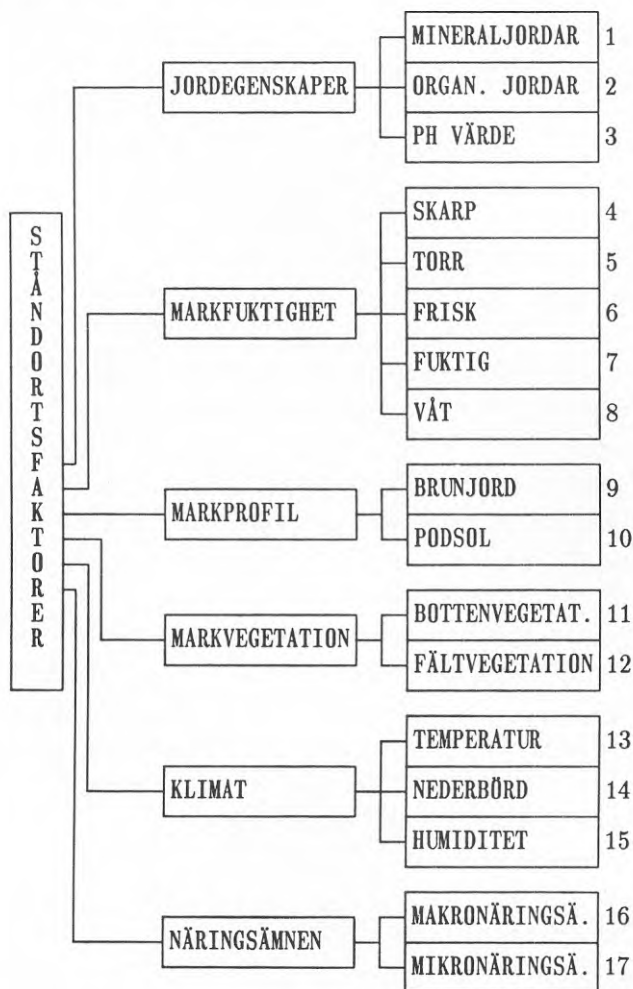 STÅNDORTSFAKTORER
JORDEGENSKAPER
MINERALJORDAR 1
ORGAN. JORDAR 2
PH VÄRDE 3
MARKFUKTIGHET
SKARP 4
TORR 5
FRISK 6
FUKTIG 7
VÅT 8
MARKPROFIL
BRUNJORD 9
PODSOL 10
MARKVEGETATION
BOTTENVEGETAT. 11
FÄLTVEGETATION 12
KLIMAT
TEMPERATUR 13
NEDERBÖRD 14
HUMIDITET 15
NÄRINGSÄMNEN
MAKRONÄRINGSÄ. 16
MIKRONÄRINGSÄ. 17